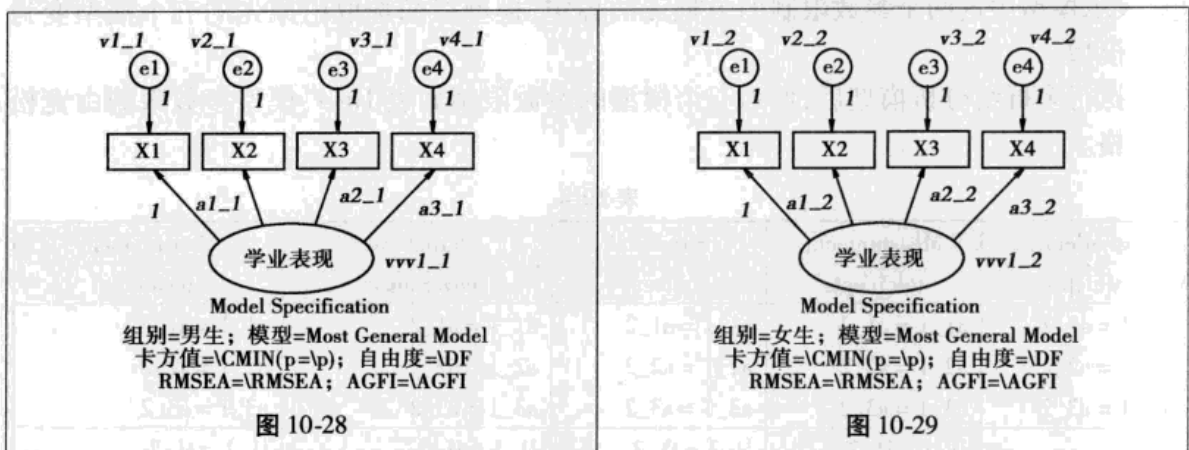 v1_1 v2_1 v3_1 v4_1
e1 e2 e3 e4
1 1 1 1
X1 X2 X3 X4
1 a1_1 a2_1 a3_1
学业表现 vvv1_1
Model Specification
组别=男生；模型=Most General Model
卡方值=\CMIN(p=\p)；自由度=\DF
RMSEA=\RMSEA；AGFI=\AGFI
图 10-28
v1_2 v2_2 v3_2 v4_2
e1 e2 e3 e4
1 1 1 1
X1 X2 X3 X4
1 a1_2 a2_2 a3_2
学业表现 vvv1_2
Model Specification
组别=女生；模型=Most General Model
卡方值=\CMIN(p=\p)；自由度=\DF
RMSEA=\RMSEA；AGFI=\AGFI
图 10-29